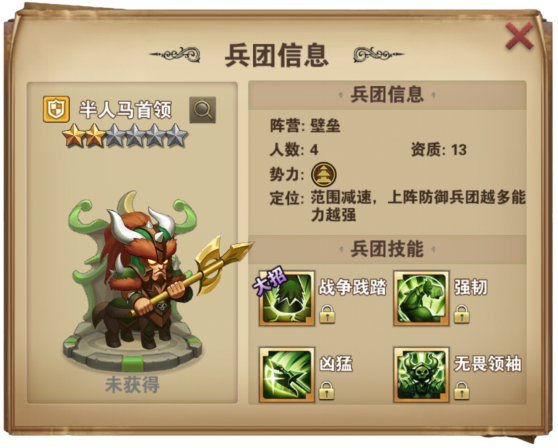 兵团信息
半人马首领
未获得
兵团信息
阵营: 壁垒
人数: 4 资质: 13
势力:
定位: 范围减速，上阵防御兵团越多能
力越强
兵团技能
大招
战争践踏 强韧
凶猛 无畏领袖